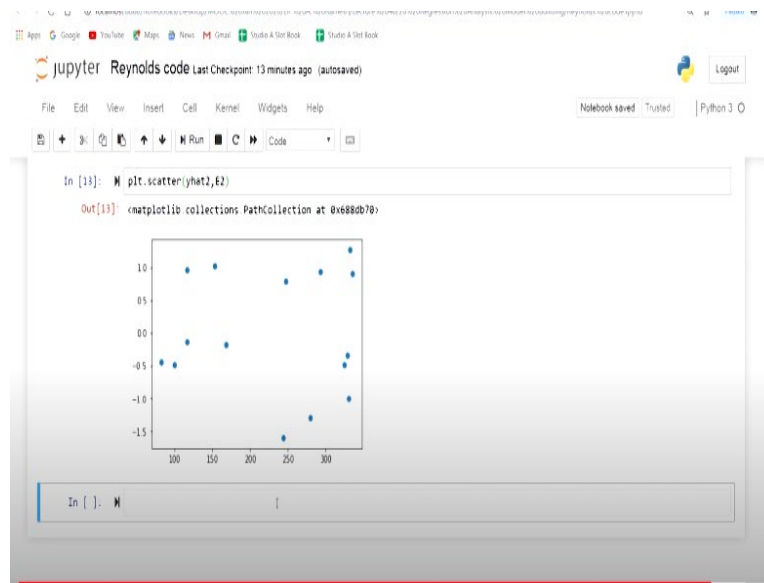 Apps Google YouTube Maps News Gmail Studio A Slot Book Studio A Slot Book
jupyter Reynolds code Last Checkpoint: 13 minutes ago (autosaved)
Logout
File Edit View Insert Cell Kernel Widgets Help
Notebook saved Trusted Python 3
Run Code
In [13]: plt.scatter(yhat2,E2)
Out[13]: <matplotlib collections PathCollection at 0x688db70>
1.0
0.5
0.0
-0.5
-1.0
-1.5
100 150 200 250 300
In [ ]: